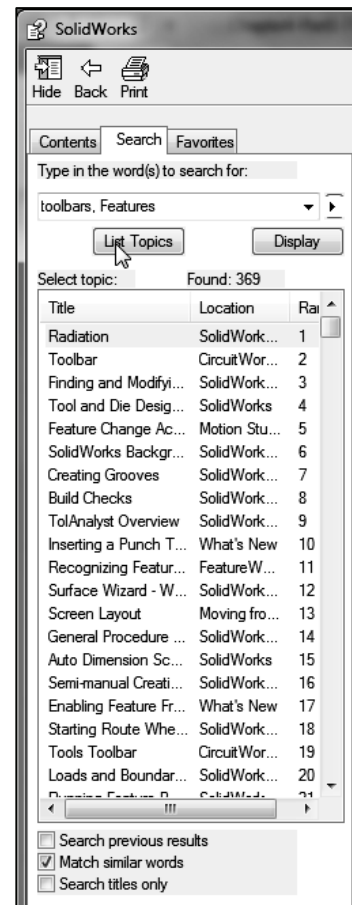 SolidWorks
Hide Back Print
Contents Search Favorites
Type in the word(s) to search for:
toolbars, Features
List Topics Display
Select topic: Found: 369
Title Location Ra
Radiation SolidWork... 1
Toolbar CircuitWor... 2
Finding and Modifyi... SolidWork... 3
Tool and Die Desig... SolidWorks 4
Feature Change Ac... Motion Stu... 5
SolidWorks Backgr... SolidWork... 6
Creating Grooves SolidWork... 7
Build Checks SolidWork... 8
TolAnalyst Overview SolidWork... 9
Inserting a Punch T... What's New 10
Recognizing Featur... FeatureW... 11
Surface Wizard - W... SolidWork... 12
Screen Layout Moving fro... 13
General Procedure ... SolidWork... 14
Auto Dimension Sc... SolidWorks 15
Semi-manual Creati... SolidWork... 16
Enabling Feature Fr... What's New 17
Starting Route Whe... SolidWork... 18
Tools Toolbar CircuitWor... 19
Loads and Boundar... SolidWork... 20
Search previous results
Match similar words
Search titles only